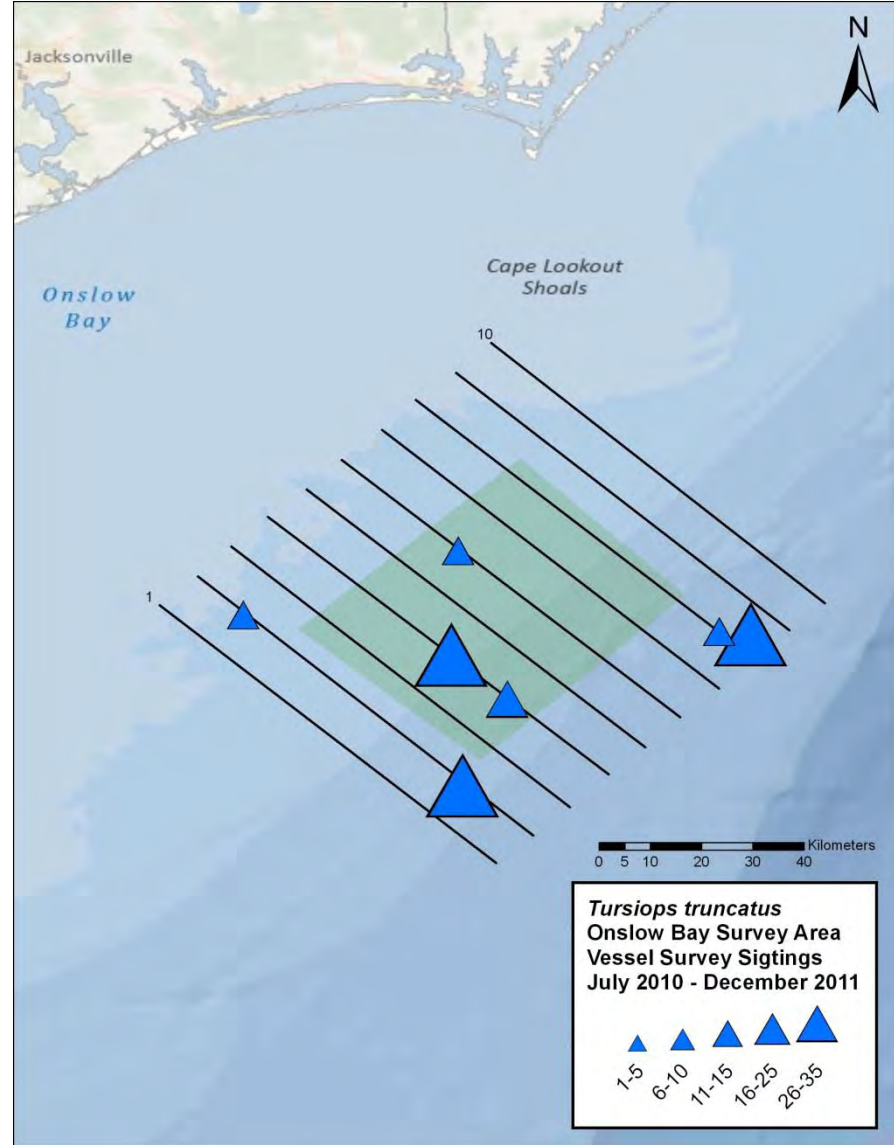 N
Jacksonville
Onslow
Bay
Cape Lookout
Shoals
10
1
Kilometers
0 5 10 20 30 40
Tursiops truncatus
Onslow Bay Survey Area
Vessel Survey Sigtings
July 2010 - December 2011
1-5 6-10 11-15 16-25 26-35